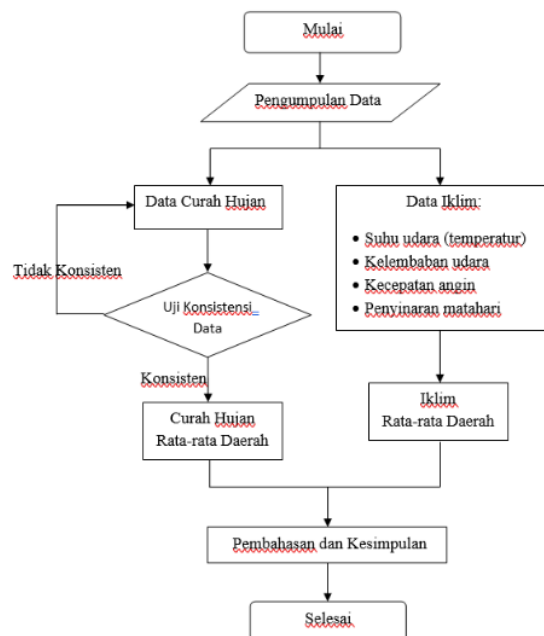 Mulai
Pengumpulan Data
Data Curah Hujan
Data Iklim:
• Suhu udara (temperatur)
• Kelembaban udara
• Kecepatan angin
• Penyinaran matahari
Tidak Konsisten
Uji Konsistensi
Data
Konsisten
Curah Hujan
Rata-rata Daerah
Iklim
Rata-rata Daerah
Pembahasan dan Kesimpulan
Selesai